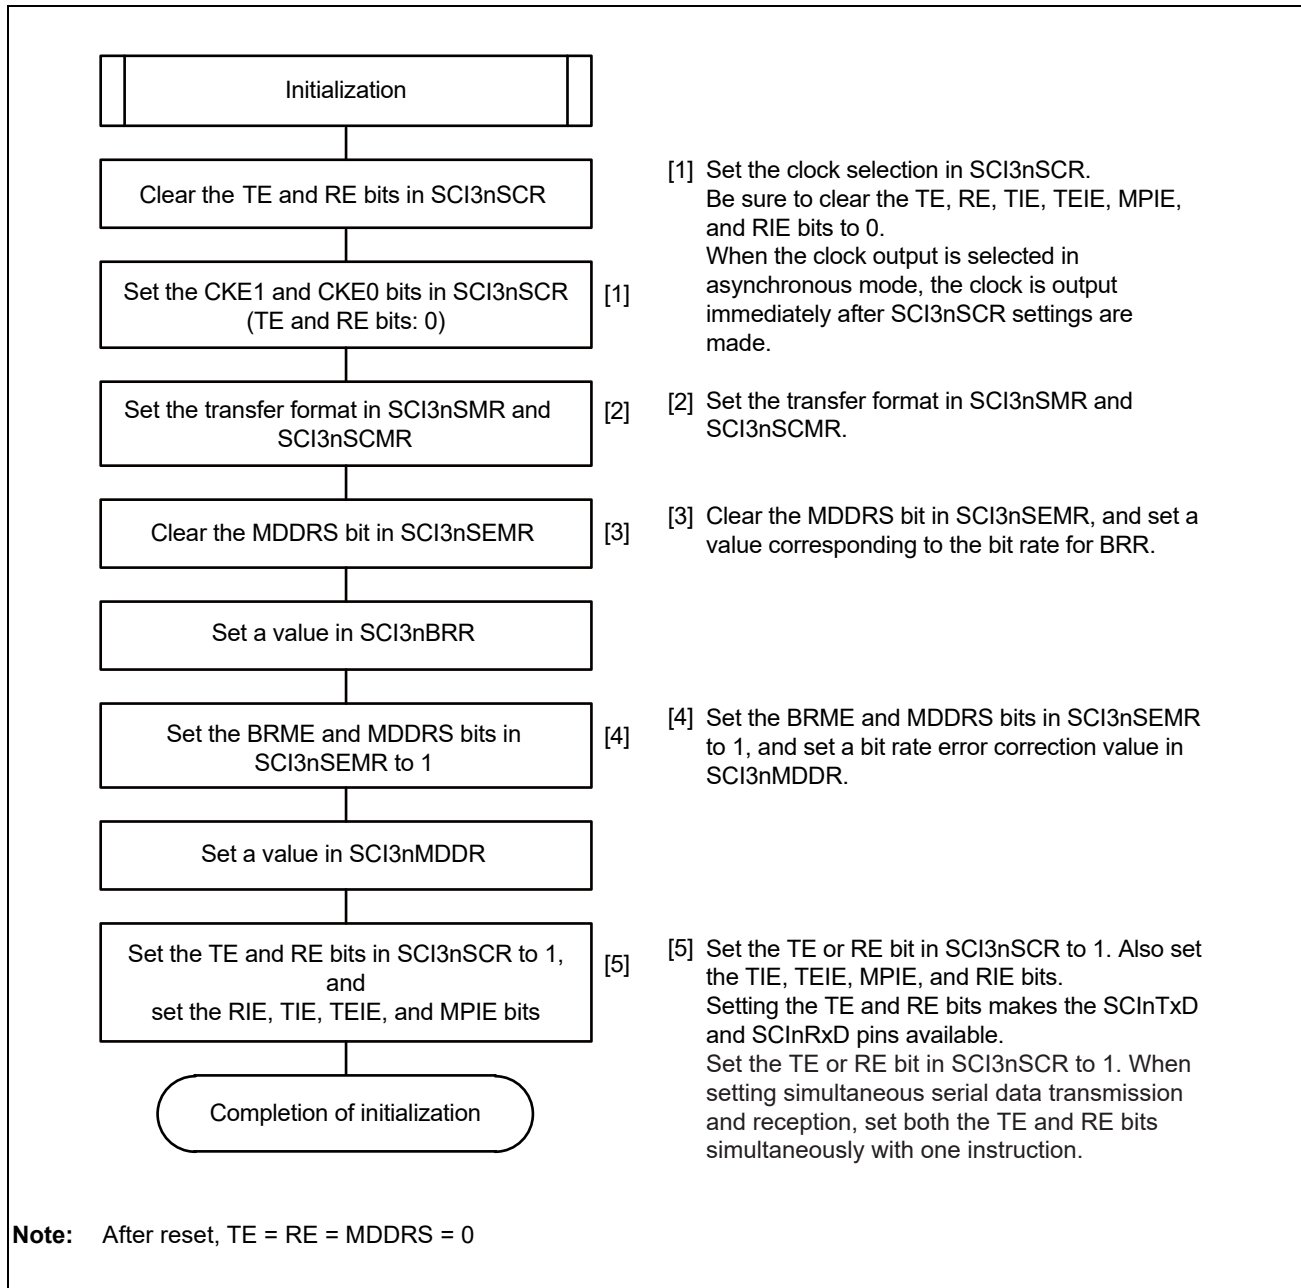 Initialization
Clear the TE and RE bits in SCI3nSCR
Set the CKE1 and CKE0 bits in SCI3nSCR
(TE and RE bits: 0)
[1]
[1] Set the clock selection in SCI3nSCR.
Be sure to clear the TE, RE, TIE, TEIE, MPIE,
and RIE bits to 0.
When the clock output is selected in
asynchronous mode, the clock is output
immediately after SCI3nSCR settings are
made.
Set the transfer format in SCI3nSMR and
SCI3nSCMR
[2]
[2] Set the transfer format in SCI3nSMR and
SCI3nSCMR.
Clear the MDDRS bit in SCI3nSEMR
[3]
[3] Clear the MDDRS bit in SCI3nSEMR, and set a
value corresponding to the bit rate for BRR.
Set a value in SCI3nBRR
Set the BRME and MDDRS bits in
SCI3nSEMR to 1
[4]
[4] Set the BRME and MDDRS bits in SCI3nSEMR
to 1, and set a bit rate error correction value in
SCI3nMDDR.
Set a value in SCI3nMDDR
Set the TE and RE bits in SCI3nSCR to 1,
and
set the RIE, TIE, TEIE, and MPIE bits
[5]
[5] Set the TE or RE bit in SCI3nSCR to 1. Also set
the TIE, TEIE, MPIE, and RIE bits.
Setting the TE and RE bits makes the SCInTxD
and SCInRxD pins available.
Set the TE or RE bit in SCI3nSCR to 1. When
setting simultaneous serial data transmission
and reception, set both the TE and RE bits
simultaneously with one instruction.
Completion of initialization
Note: After reset, TE = RE = MDDRS = 0